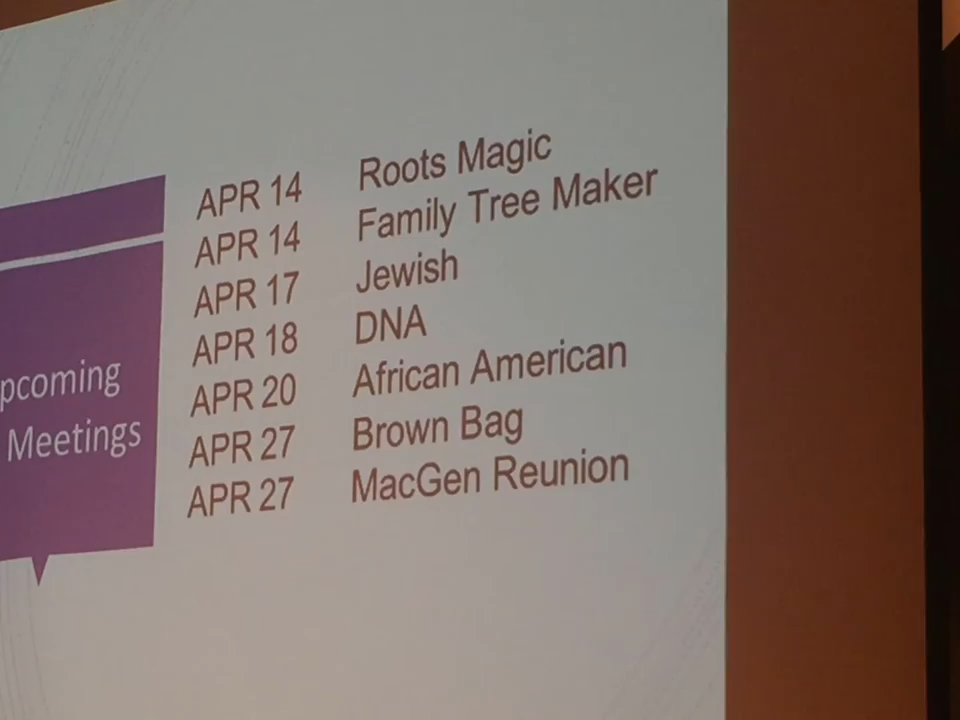 APR 14 Roots Magic
APR 14 Family Tree Maker
APR 17 Jewish
APR 18 DNA
APR 20 African American
APR 27 Brown Bag
APR 27 MacGen Reunion
pcoming
Meetings